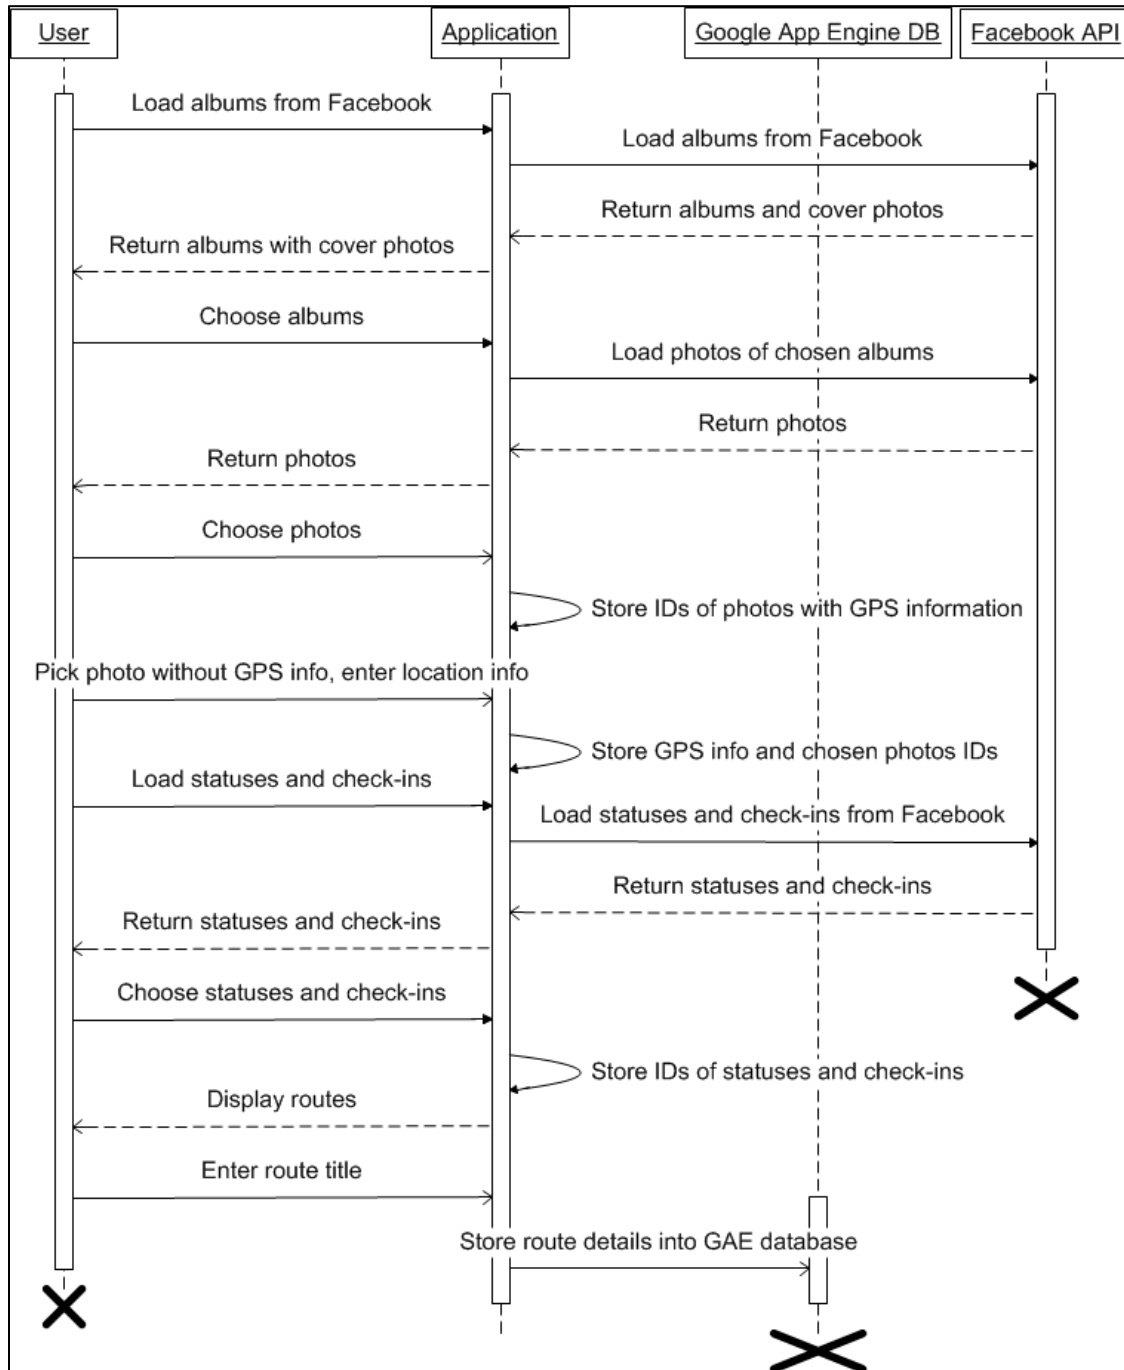 User
Application
Google App Engine DB
Facebook API
Load albums from Facebook
Load albums from Facebook
Return albums and cover photos
Return albums with cover photos
Choose albums
Load photos of chosen albums
Return photos
Return photos
Choose photos
Store IDs of photos with GPS information
Pick photo without GPS info, enter location info
Store GPS info and chosen photos IDs
Load statuses and check-ins
Load statuses and check-ins from Facebook
Return statuses and check-ins
Return statuses and check-ins
Choose statuses and check-ins
Store IDs of statuses and check-ins
Display routes
Enter route title
Store route details into GAE database